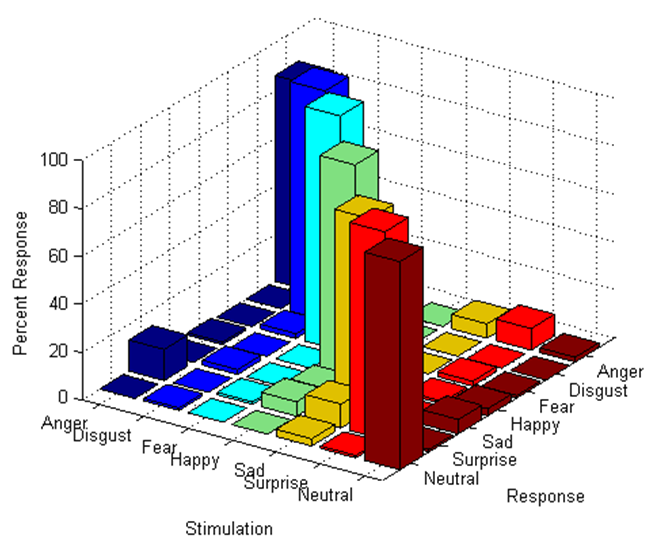 100
80
60
40
20
0
Percent Response
Anger
Disgust
Fear
Happy
Sad
Surprise
Neutral
Stimulation
Anger
Disgust
Fear
Happy
Sad
Surprise
Neutral
Response